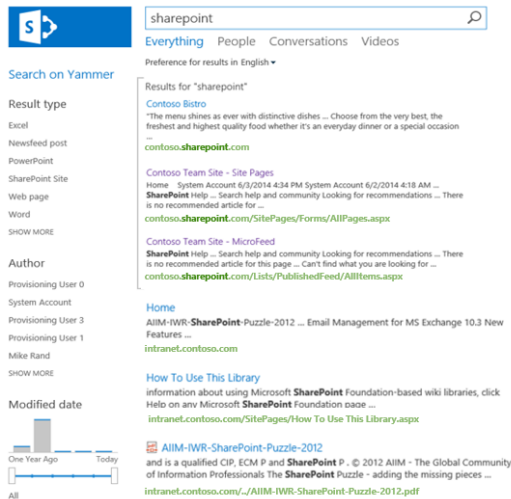 sharepoint
Everything People Conversations Videos
Preference for results in English
Search on Yammer
Result type
Excel
Newsfeed post
PowerPoint
SharePoint Site
Web page
Word
SHOW MORE
Author
Provisioning User 0
System Account
Provisioning User 3
Provisioning User 1
Mike Rand
SHOW MORE
Modified date
One Year Ago Today
All
Results for "sharepoint"
Contoso Bistro
"The menu shines as ever with distinctive dishes ... Choose from the very best, the
freshest and highest quality food whether it's an everyday dinner or a special occasion
...
contoso.sharepoint.com
Contoso Team Site - Site Pages
Home System Account 6/3/2014 4:34 PM System Account 6/2/2014 4:18 AM ...
SharePoint Help ... Search help and community Looking for recommendations ... There
is no recommended article for ...
contoso.sharepoint.com/SitePages/Forms/AllPages.aspx
Contoso Team Site - MicroFeed
SharePoint Help ... Search help and community Looking for recommendations ... There
is no recommended article for this page ... Can't find what you are looking for ...
contoso.sharepoint.com/Lists/PublishedFeed/AllItems.aspx
Home
AIIM-IWR-SharePoint-Puzzle-2012 ... Email Management for MS Exchange 10.3 New
Features ...
intranet.contoso.com
How To Use This Library
information about using Microsoft SharePoint Foundation-based wiki libraries, click
Help on any Microsoft SharePoint Foundation page ...
intranet.contoso.com/SitePages/How To Use This Library.aspx
AIIM-IWR-SharePoint-Puzzle-2012
and is a qualified CIP, ECM P and SharePoint P . © 2012 AIIM - The Global Community
of Information Professionals The SharePoint Puzzle - adding the missing pieces ...
intranet.contoso.com/../AIIM-IWR-SharePoint-Puzzle-2012.pdf